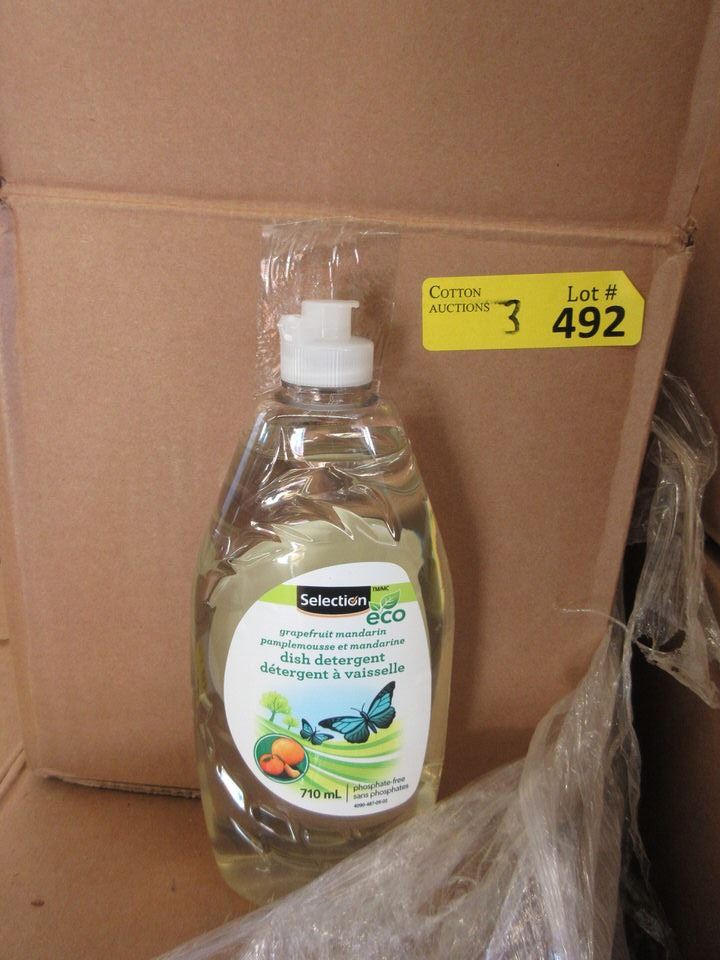 COTTON
AUCTIONS
3
Lot #
492
Selection
TM/MC
eco
grapefruit mandarin
pamplemousse et mandarine
dish detergent
détergent à vaisselle
710 mL
phosphate-free
sans phosphates